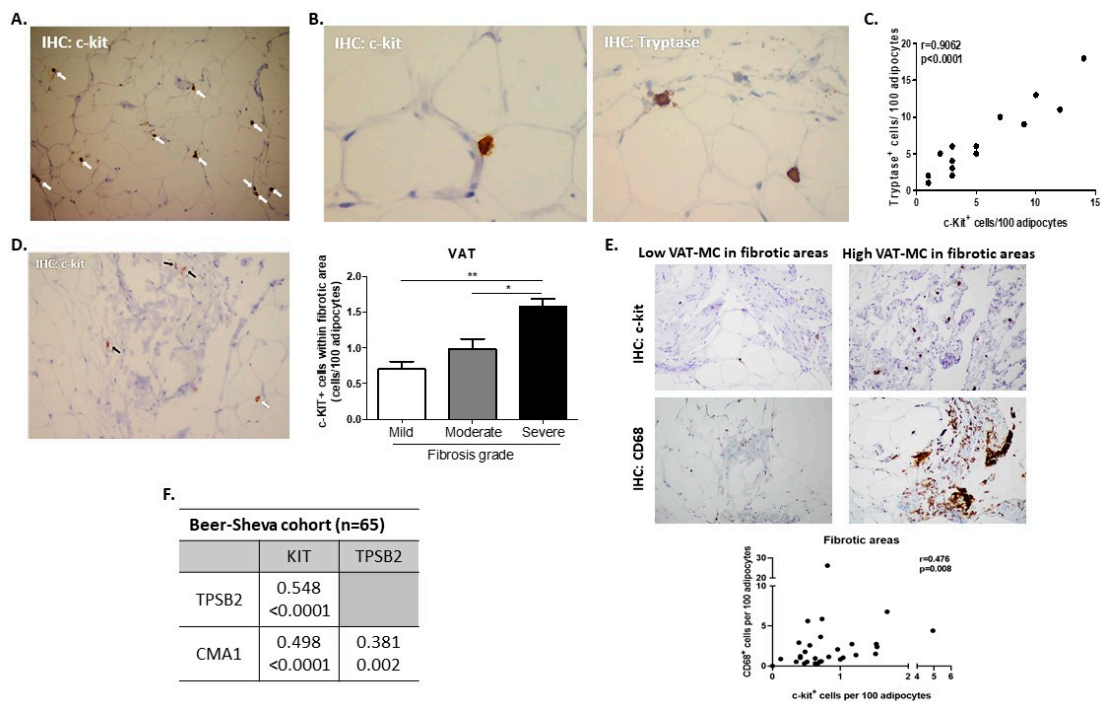 A.
IHC: c-kit
B.
IHC: c-kit
IHC: Tryptase
C.
Tryptase⁺ cells/ 100 adipocytes
r=0.9062
p<0.0001
20
15
10
5
0
0
5
10
15
c-Kit⁺ cells/100 adipocytes
D.
IHC: c-kit
VAT
c-KIT+ cells within fibrotic area
(cells/100 adipocytes)
2.0
1.5
1.0
0.5
0.0
**
*
Mild Moderate Severe
Fibrosis grade
E.
Low VAT-MC in fibrotic areas
High VAT-MC in fibrotic areas
IHC: c-kit
IHC: CD68
Fibrotic areas
CD68⁺ cells per 100 adipocytes
r=0.476
p=0.008
30
20
10
5
0
0
1
2
4
5
6
c-kit⁺ cells per 100 adipocytes
F.
Beer-Sheva cohort (n=65)
KIT TPSB2
TPSB2 0.548
<0.0001
CMA1 0.498 0.381
<0.0001 0.002